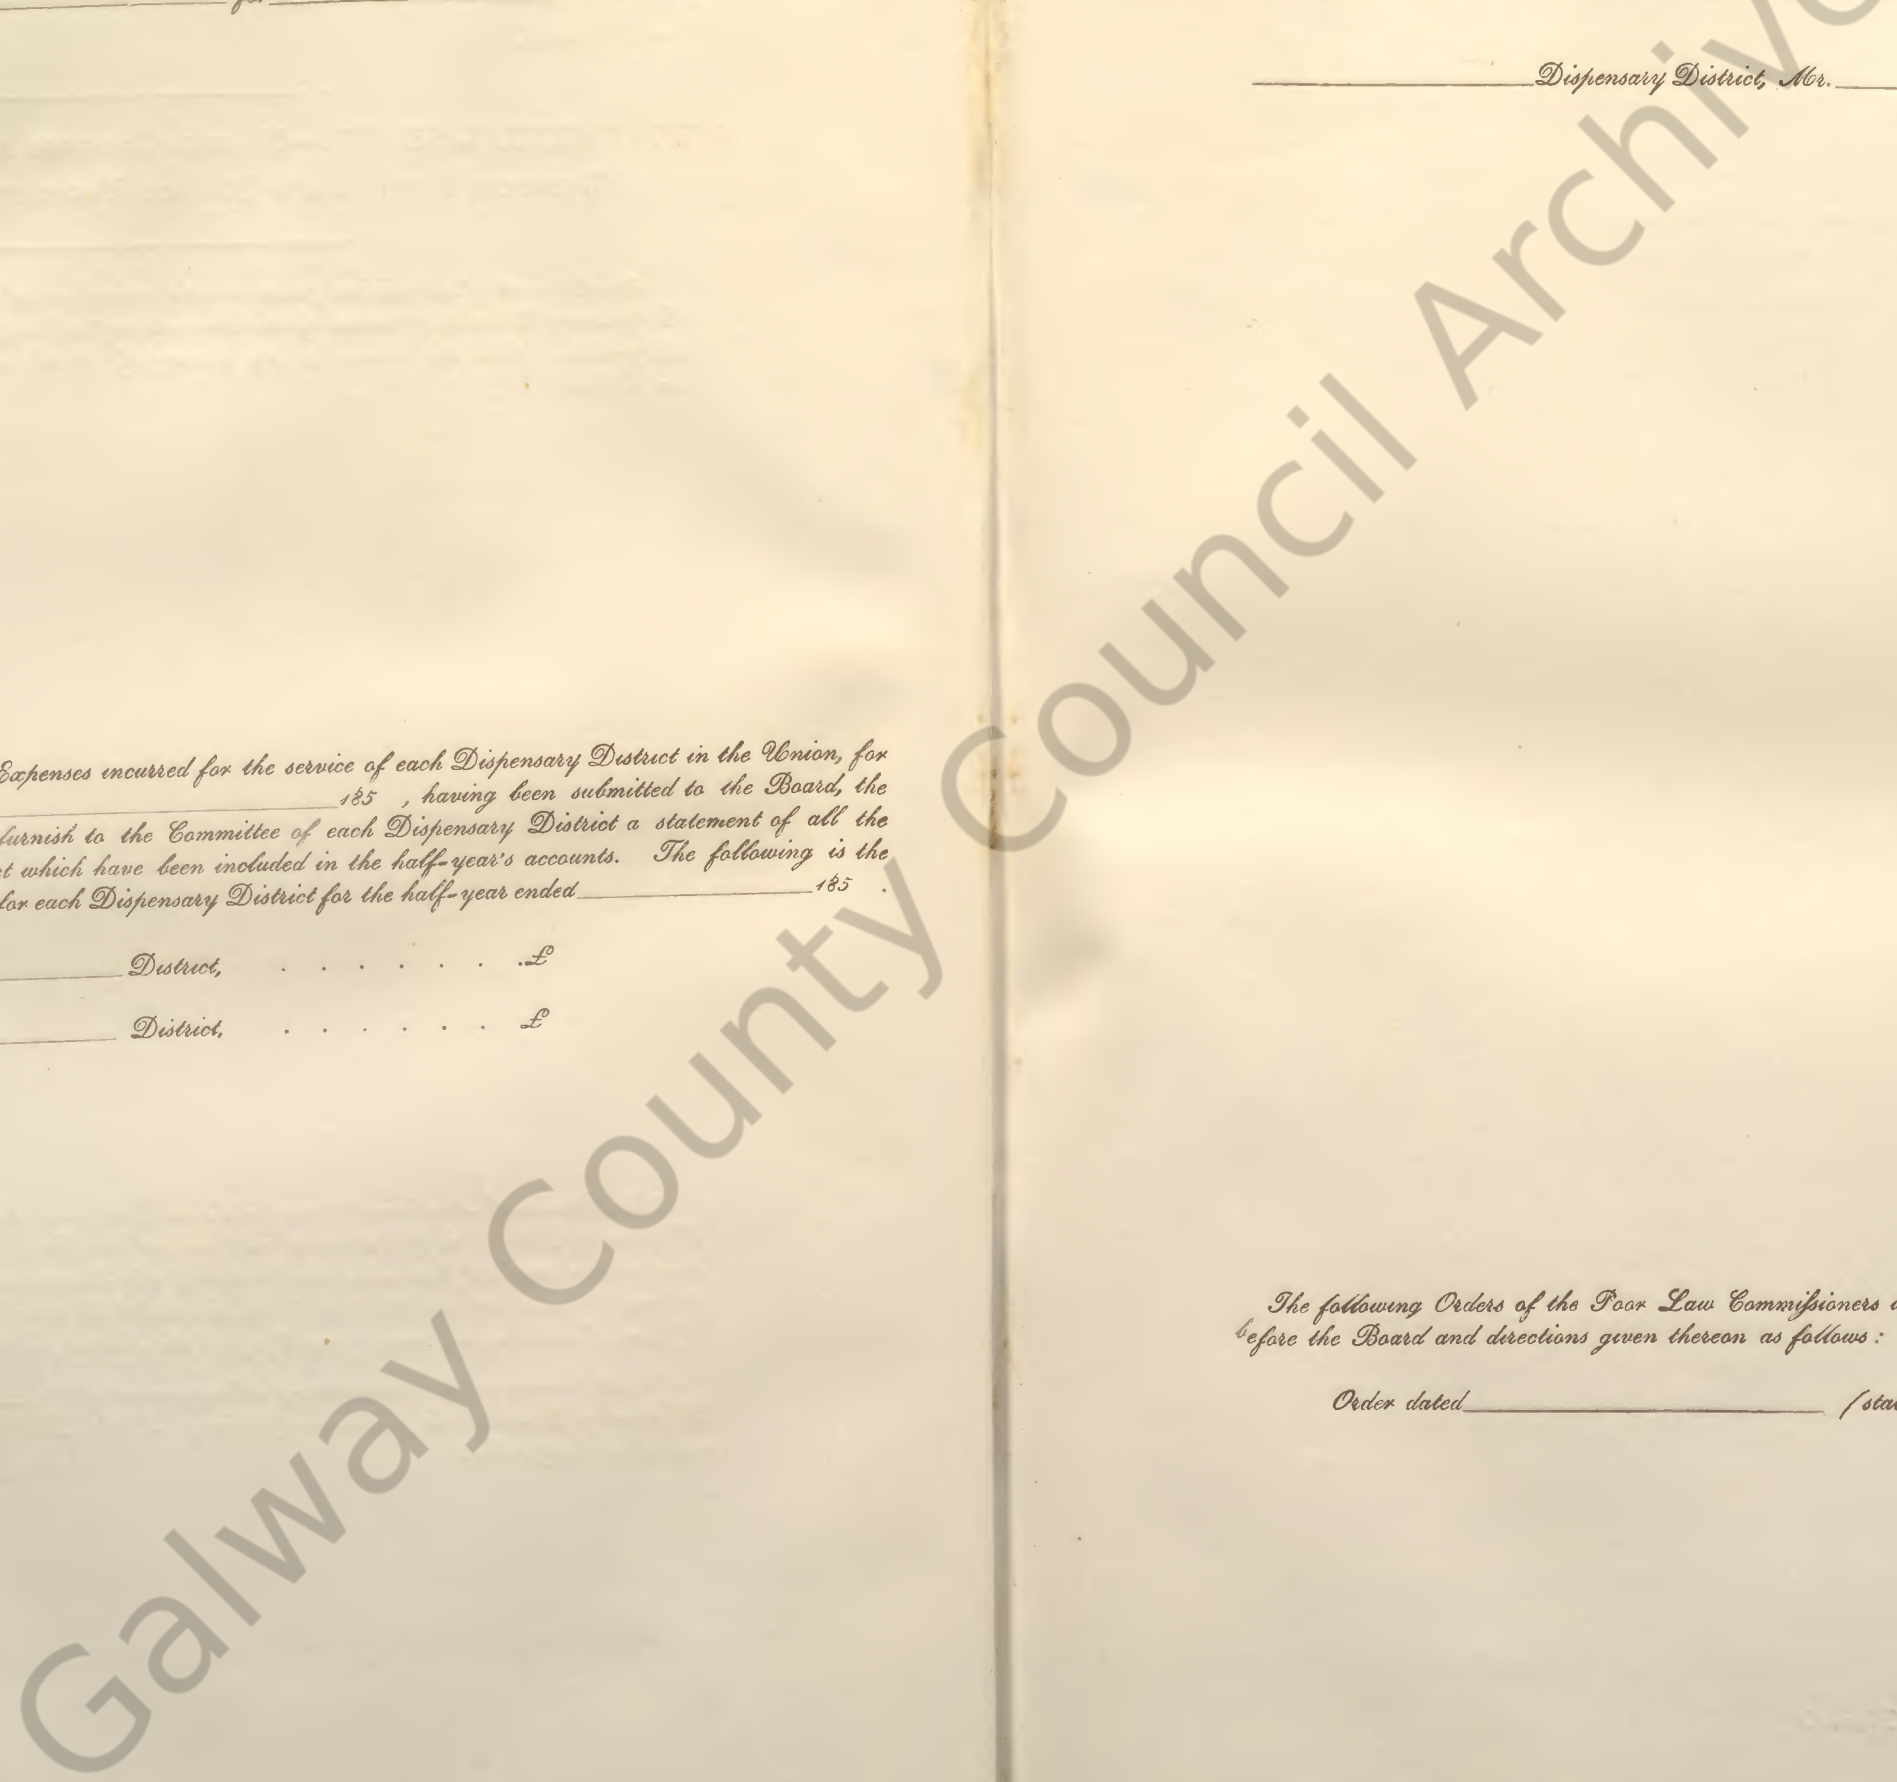 for
Expenses incurred for the service of each Dispensary District in the Union, for
185 , having been submitted to the Board, the
furnish to the Committee of each Dispensary District a statement of all the
which have been included in the half-year's accounts. The following is the
for each Dispensary District for the half-year ended 185 .
District, . . . . . . .£
District, . . . . . . £
Dispensary District, Mr.
The following Orders of the Poor Law Commissioners
before the Board and directions given thereon as follows :
Order dated
Galway County Council Archives